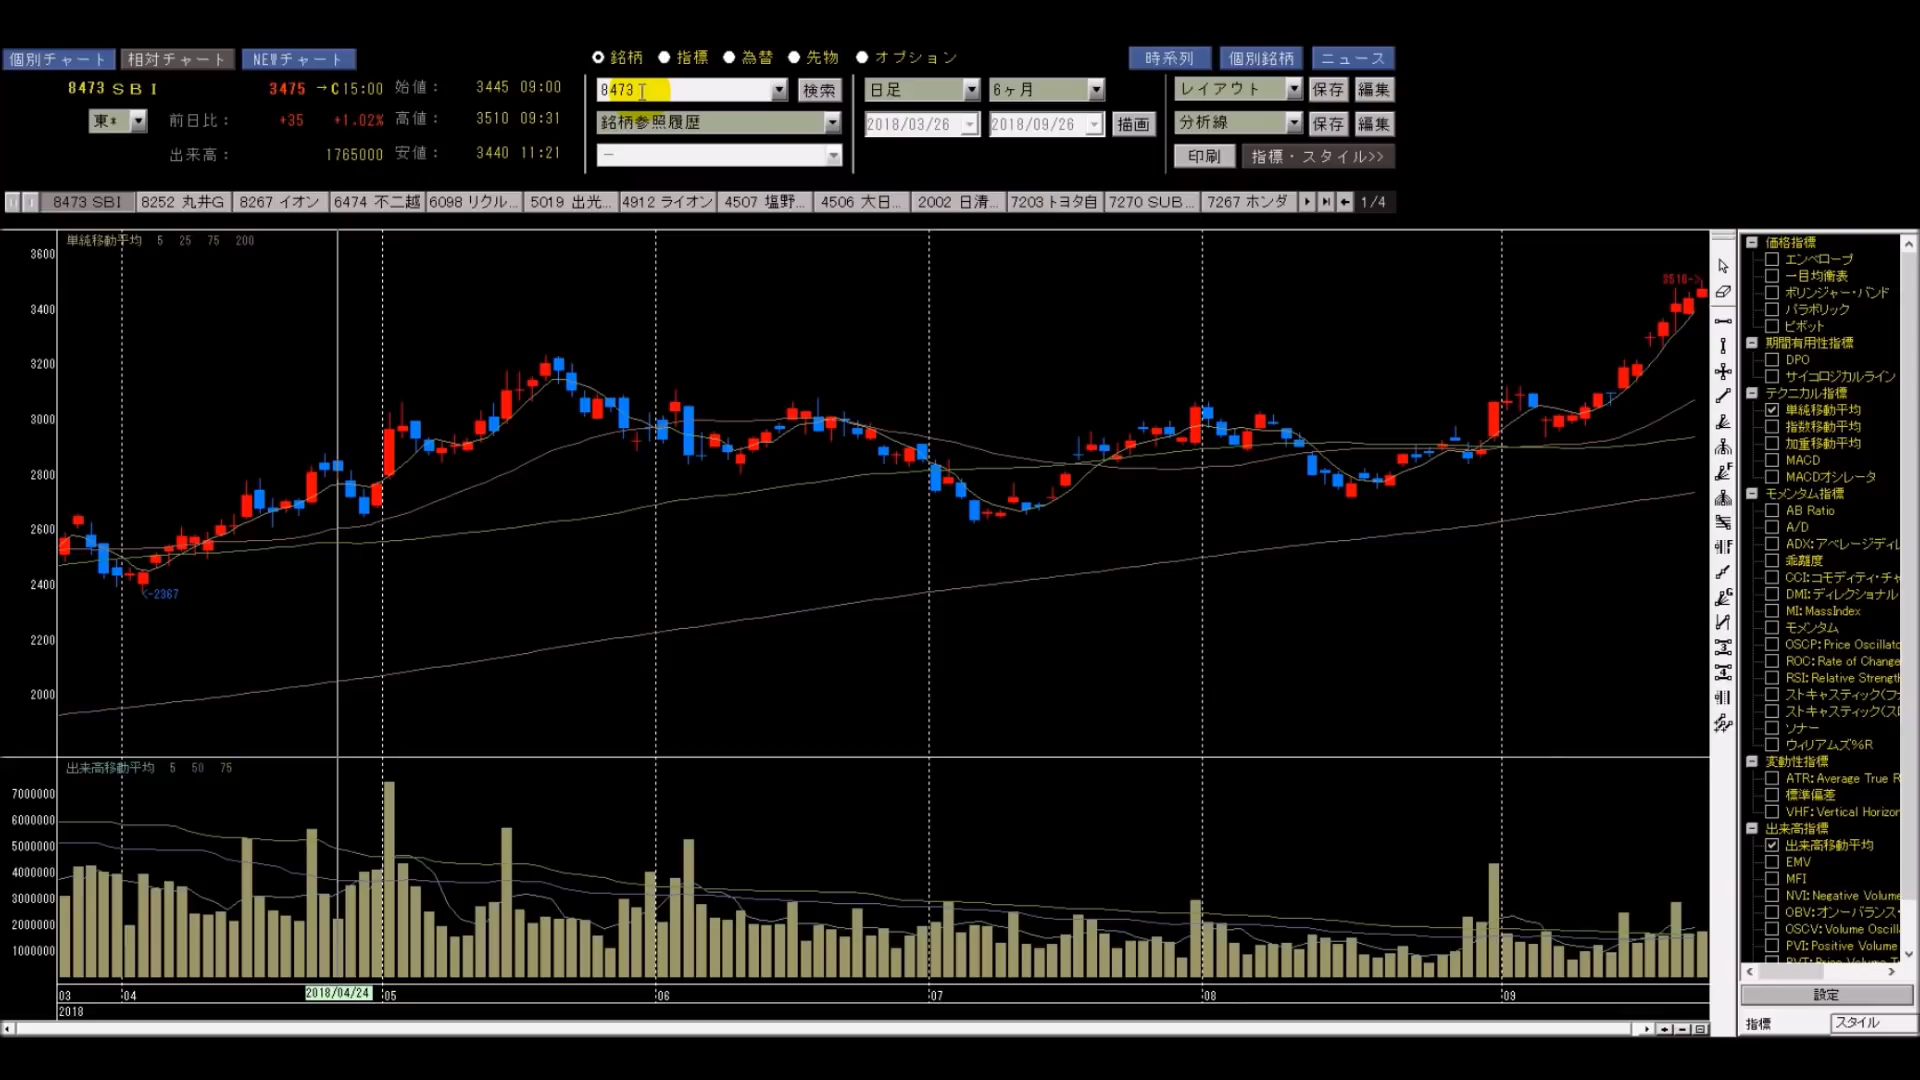 個別チャート 相対チャート NEWチャート
銘柄 指標 為替 先物 オプション
時系列 個別銘柄 ニュース
8473 SBI 3475 →C15:00 始値： 3445 09:00
8473 検索 日足 6ヶ月 レイアウト 保存 編集
東* 前日比： +35 +1.02% 高値： 3510 09:31
銘柄参照履歴 2018/03/26 2018/09/26 描画 分析線 保存 編集
出来高： 1765000 安値： 3440 11:21
— 印刷 指標・スタイル>>
8473 SBI 8252 丸井G 8267 イオン 6474 不二越 6098 リクル... 5019 出光... 4912 ライオン 4507 塩野... 4506 大日... 2002 日清... 7203 トヨタ自 7270 SUB... 7267 ホンダ 1/4
単純移動平均 5 25 75 200
3600
3400
3200
3000
2800
2600
2400
2200
2000
3510->
<-2367
出来高移動平均 5 50 75
7000000
6000000
5000000
4000000
3000000
2000000
1000000
03 04 2018/04/24 05 06 07 08 09
2018
価格指標
エンベロープ
一目均衡表
ボリンジャー・バンド
パラボリック
ピボット
期間有用性指標
DPO
サイコロジカルライン
テクニカル指標
単純移動平均
指数移動平均
加重移動平均
MACD
MACDオシレータ
モメンタム指標
AB Ratio
A/D
ADX:アベレージディレ
乖離度
CCI:コモディティ・チャ
DMI:ディレクショナル
MI:MassIndex
モメンタム
OSCP:Price Oscillato
ROC:Rate of Change
RSI:Relative Strength
ストキャスティック(ファ
ストキャスティック(スロ
ソナー
ウィリアムズ%R
変動性指標
ATR:Average True R
標準偏差
VHF:Vertical Horizon
出来高指標
出来高移動平均
EMV
MFI
NVI:Negative Volume
OBV:オンバランス・
OSCV:Volume Oscill
PVI:Positive Volume
PVT:Price Volume T
設定
指標 スタイル